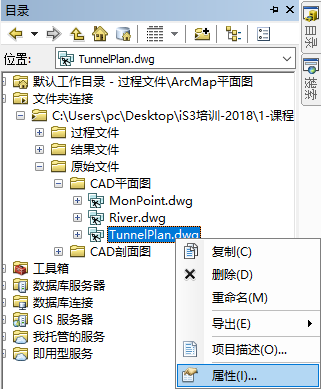 目录
位置:
TunnelPlan.dwg
默认工作目录 - 过程文件\ArcMap平面图
文件夹连接
C:\Users\pc\Desktop\iS3培训-2018\1-课程
过程文件
结果文件
原始文件
CAD平面图
MonPoint.dwg
River.dwg
TunnelPlan.dwg
CAD剖面图
工具箱
数据库服务器
数据库连接
GIS 服务器
我托管的服务
即用型服务
复制(C)
删除(D)
重命名(M)
导出(E)
项目描述(O)...
属性(I)...
目录
搜索